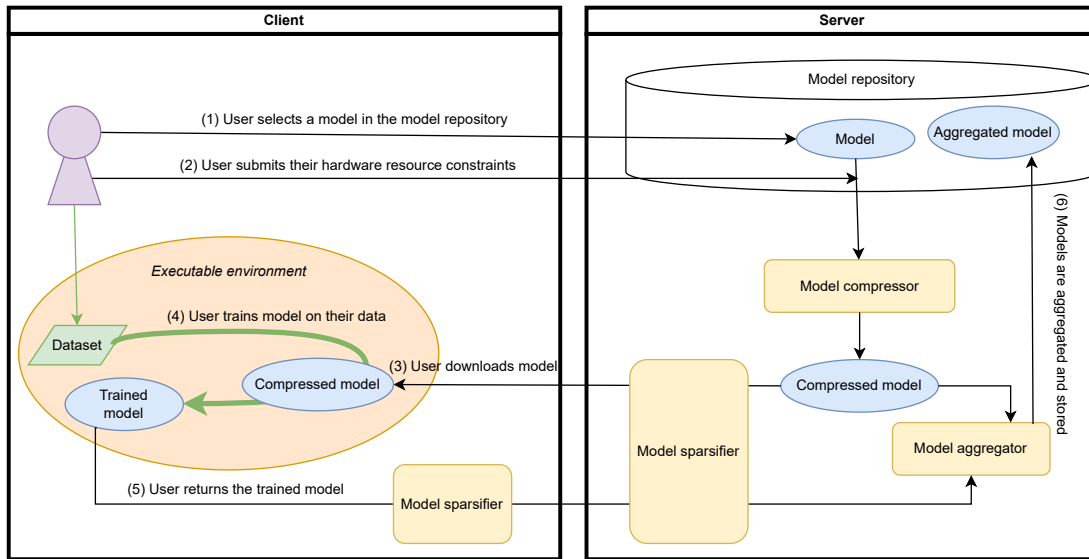 Client
Server
Model repository
(1) User selects a model in the model repository
Model
Aggregated model
(2) User submits their hardware resource constraints
(6) Models are aggregated and stored
Executable environment
Model compressor
(4) User trains model on their data
Dataset
(3) User downloads model
Compressed model
Compressed model
Trained
model
Model sparsifier
Model aggregator
(5) User returns the trained model
Model sparsifier